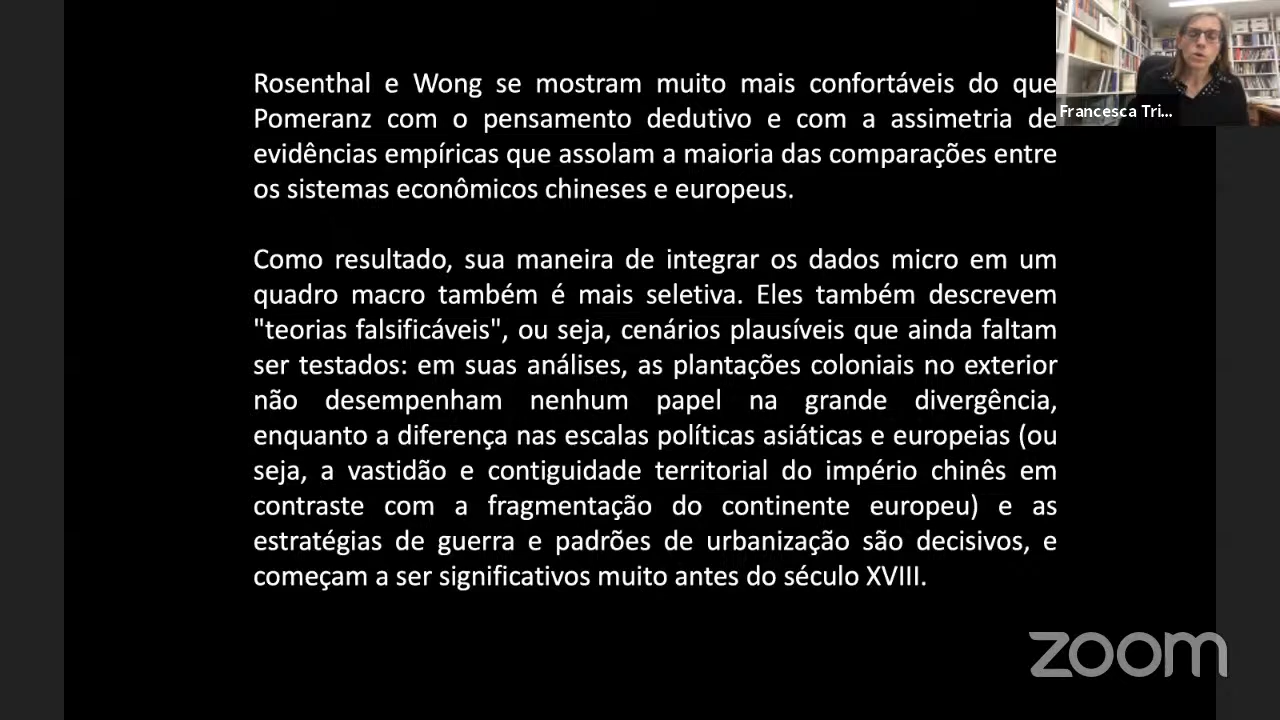 Rosenthal e Wong se mostram muito mais confortáveis do que
Pomeranz com o pensamento dedutivo e com a assimetria de
evidências empíricas que assolam a maioria das comparações entre
os sistemas econômicos chineses e europeus.
Como resultado, sua maneira de integrar os dados micro em um
quadro macro também é mais seletiva. Eles também descrevem
"teorias falsificáveis", ou seja, cenários plausíveis que ainda faltam
ser testados: em suas análises, as plantações coloniais no exterior
não desempenham nenhum papel na grande divergência,
enquanto a diferença nas escalas políticas asiáticas e europeias (ou
seja, a vastidão e contiguidade territorial do império chinês em
contraste com a fragmentação do continente europeu) e as
estratégias de guerra e padrões de urbanização são decisivos, e
começam a ser significativos muito antes do século XVIII.
Francesca Tri...
zoom